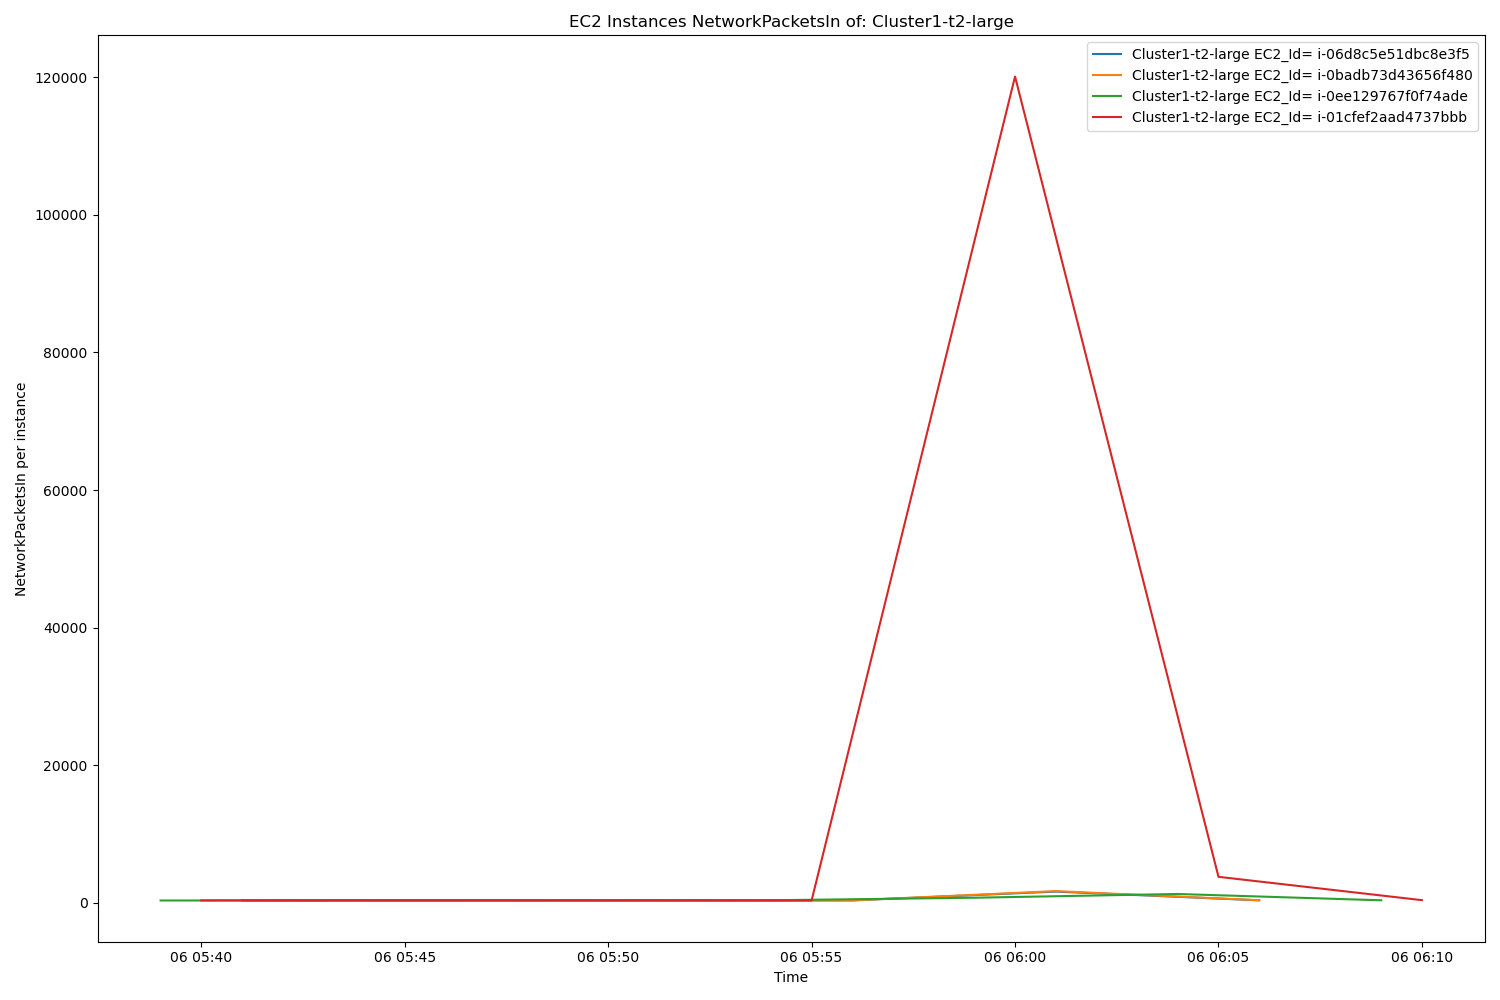 EC2 Instances NetworkPacketsIn of: Cluster1-t2-large
Cluster1-t2-large EC2_Id= i-06d8c5e51dbc8e3f5
Cluster1-t2-large EC2_Id= i-0badb73d43656f480
Cluster1-t2-large EC2_Id= i-0ee129767f0f74ade
Cluster1-t2-large EC2_Id= i-01cfef2aad4737bbb
120000
100000
80000
60000
40000
20000
0
NetworkPacketsIn per instance
06 05:40 06 05:45 06 05:50 06 05:55 06 06:00 06 06:05 06 06:10
Time